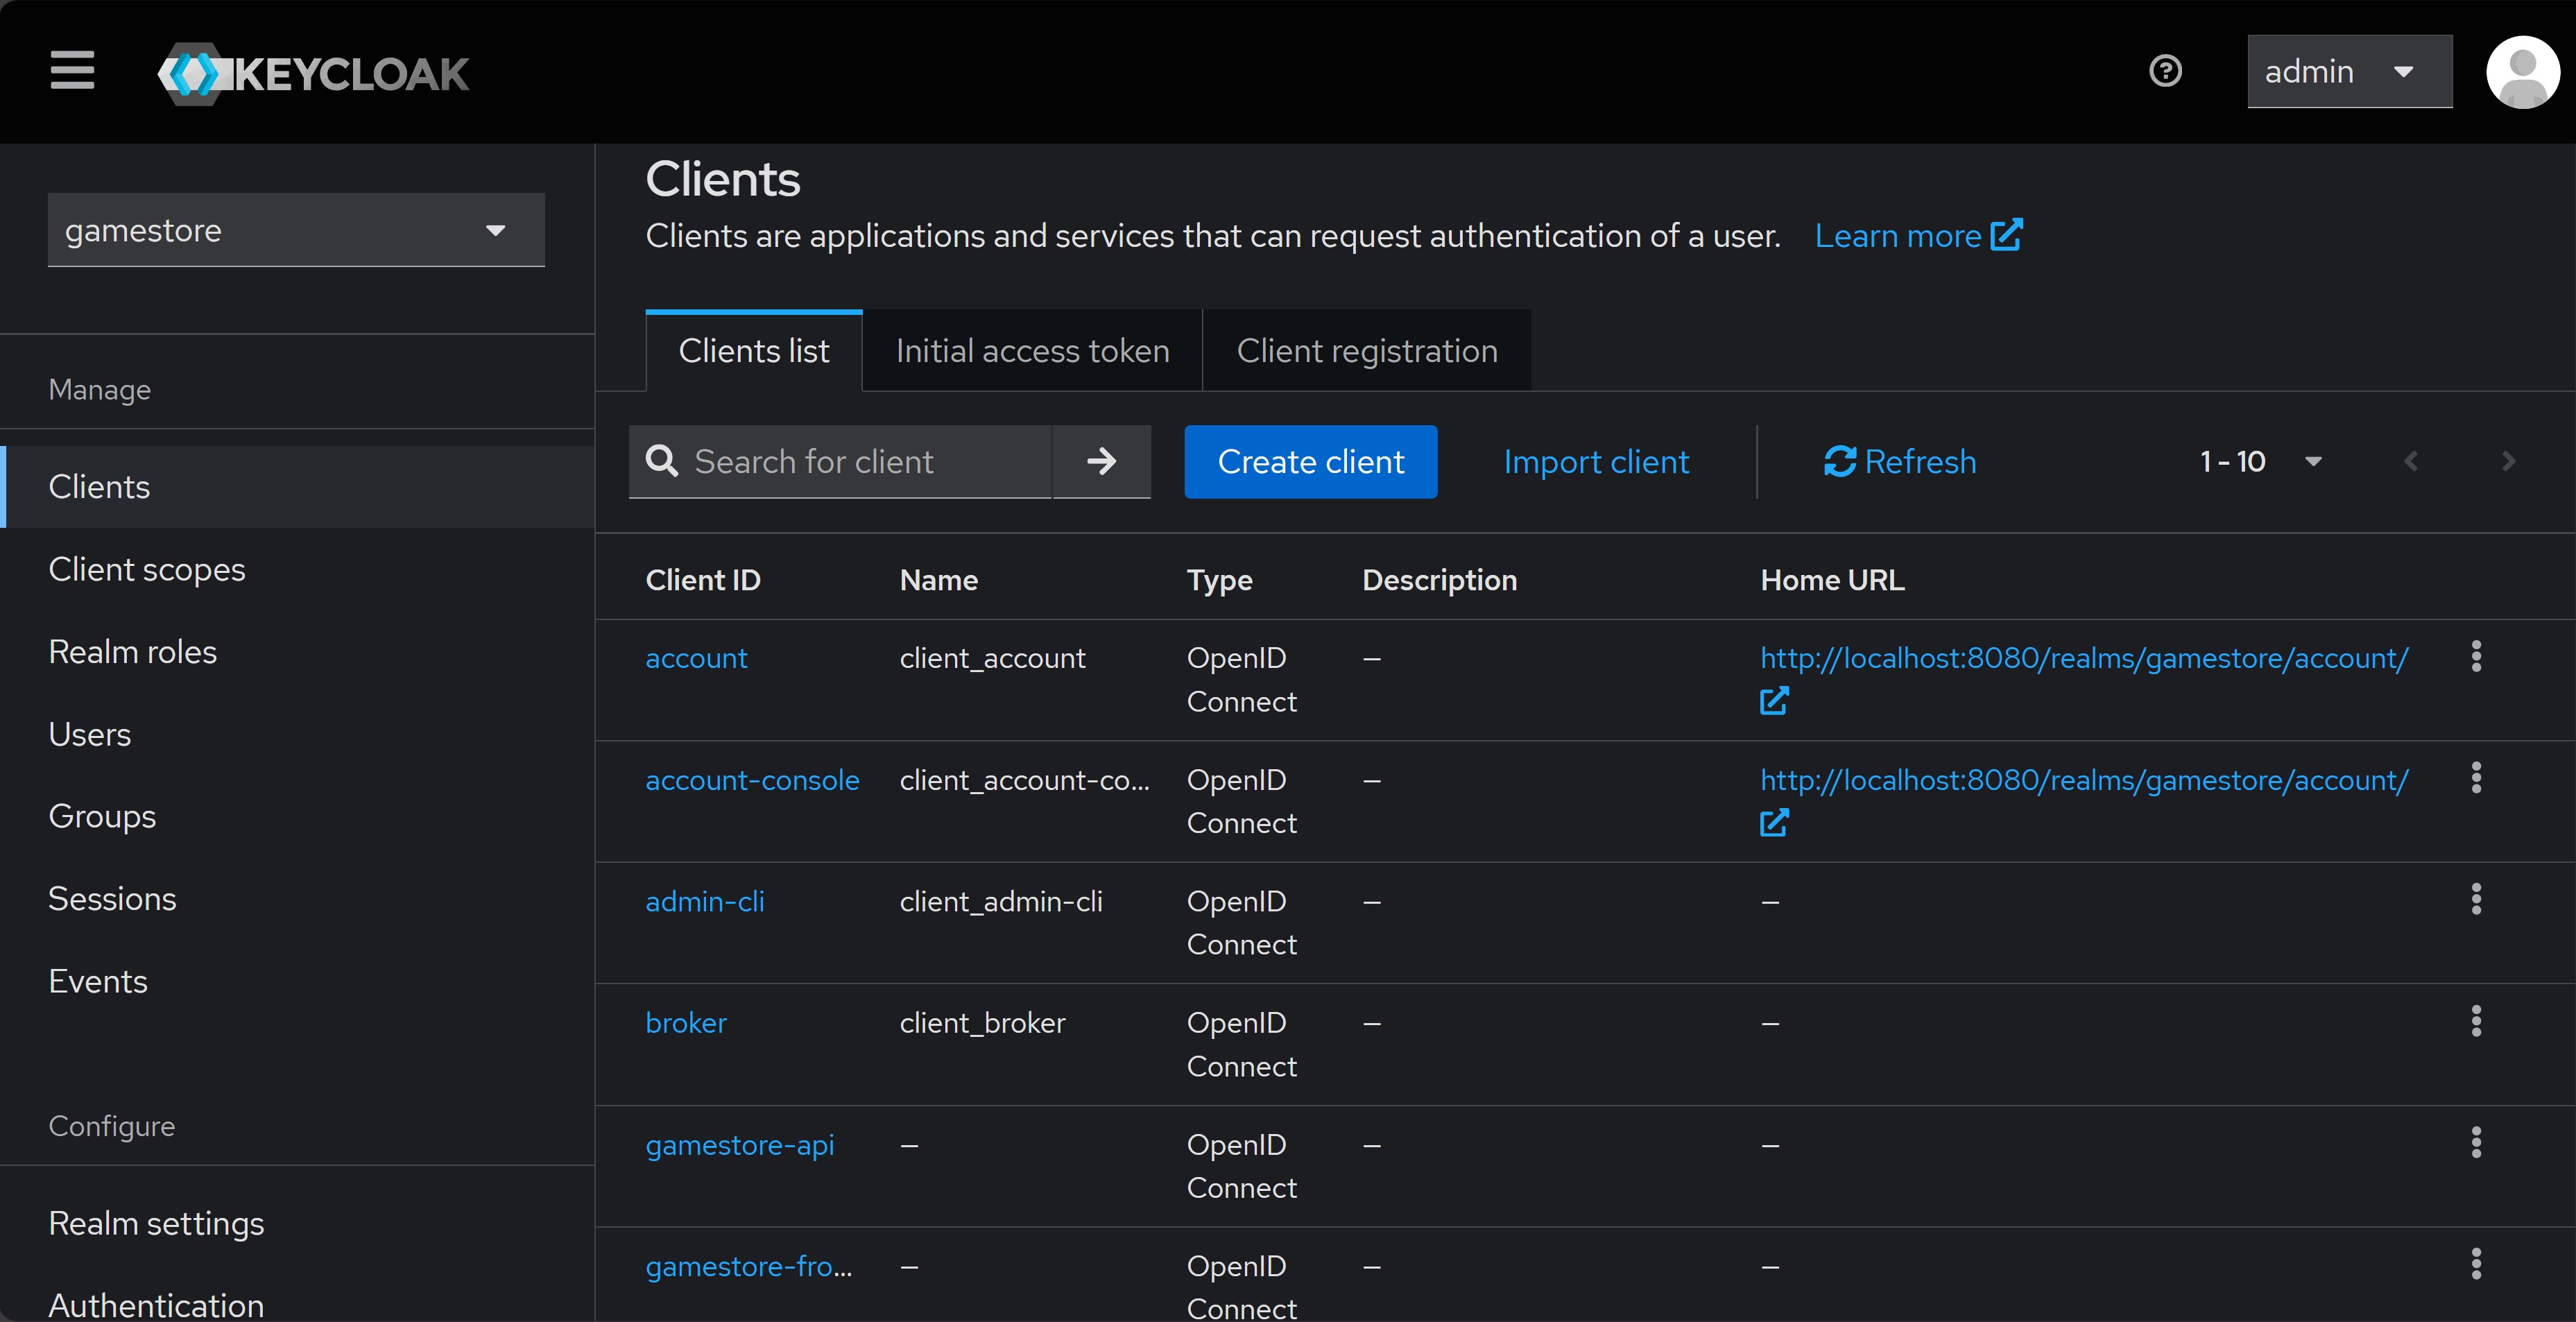 KEYCLOAK
admin
gamestore
Manage
Clients
Client scopes
Realm roles
Users
Groups
Sessions
Events
Configure
Realm settings
Authentication
Clients
Clients are applications and services that can request authentication of a user. Learn more
Clients list Initial access token Client registration
Search for client Create client Import client Refresh 1 - 10
Client ID Name Type Description Home URL
account client_account OpenID Connect – http://localhost:8080/realms/gamestore/account/
account-console client_account-co... OpenID Connect – http://localhost:8080/realms/gamestore/account/
admin-cli client_admin-cli OpenID Connect – –
broker client_broker OpenID Connect – –
gamestore-api – OpenID Connect – –
gamestore-fro... – OpenID Connect – –